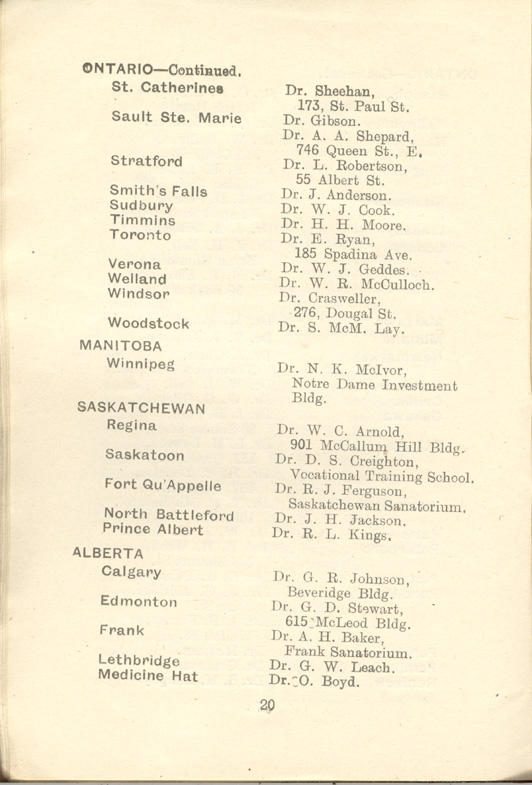 ONTARIO—Continued.
St. Catherines Dr. Sheehan,
173, St. Paul St.
Sault Ste. Marie Dr. Gibson.
Dr. A. A. Shepard,
746 Queen St., E.
Stratford Dr. L. Robertson,
55 Albert St.
Smith's Falls Dr. J. Anderson.
Sudbury Dr. W. J. Cook.
Timmins Dr. H. H. Moore.
Toronto Dr. E. Ryan,
185 Spadina Ave.
Verona Dr. W. J. Geddes.
Welland Dr. W. R. McCulloch.
Windsor Dr. Crasweller,
276, Dougal St.
Woodstock Dr. S. McM. Lay.
MANITOBA
Winnipeg Dr. N. K. McIvor,
Notre Dame Investment
Bldg.
SASKATCHEWAN
Regina Dr. W. C. Arnold,
901 McCallum Hill Bldg.
Saskatoon Dr. D. S. Creighton,
Vocational Training School.
Fort Qu'Appelle Dr. R. J. Ferguson,
Saskatchewan Sanatorium.
North Battleford Dr. J. H. Jackson.
Prince Albert Dr. R. L. Kings.
ALBERTA
Calgary Dr. G. R. Johnson,
Beveridge Bldg.
Edmonton Dr. G. D. Stewart,
615 McLeod Bldg.
Frank Dr. A. H. Baker,
Frank Sanatorium.
Lethbridge Dr. G. W. Leach.
Medicine Hat Dr. O. Boyd.
20